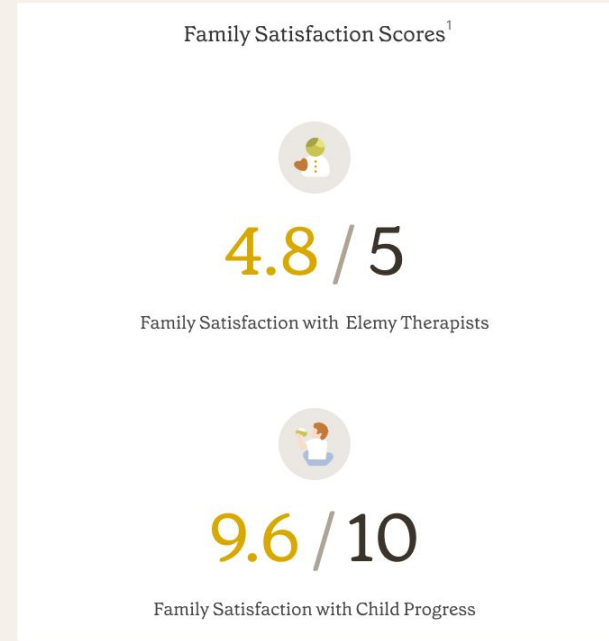 Family Satisfaction Scores¹
4.8 / 5
Family Satisfaction with Elemy Therapists
9.6 / 10
Family Satisfaction with Child Progress